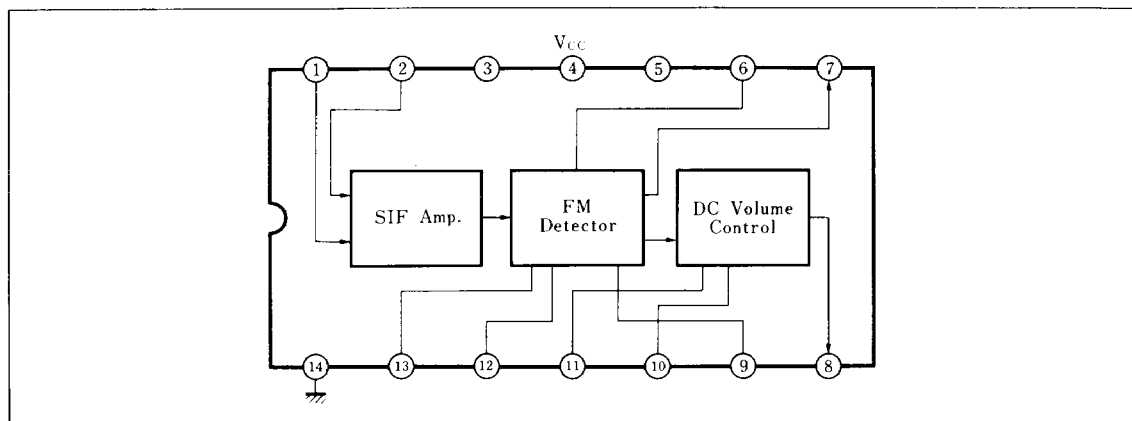 VCC
1 2 3 4 5 6 7
SIF Amp.
FM
Detector
DC Volume
Control
14 13 12 11 10 9 8